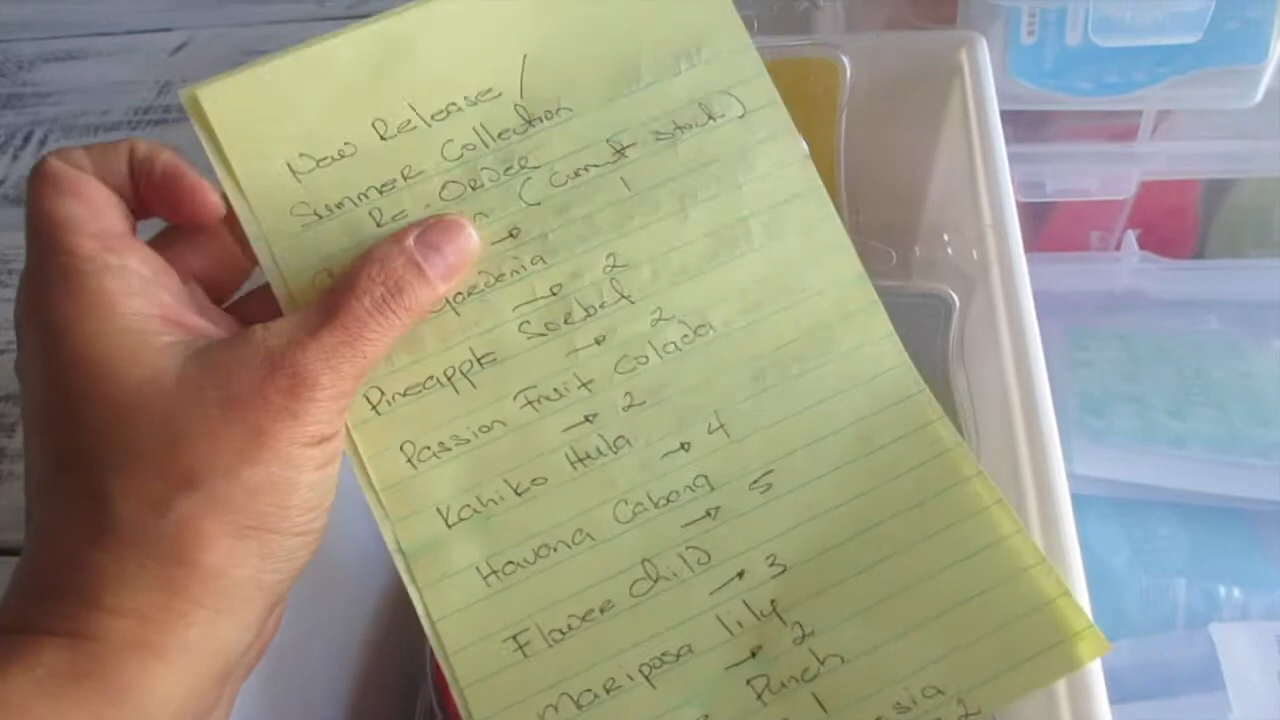 New Release /
Summer Collection
Re-Order
(current stock)
→ 1
Gardenia
→ 2
Pineapple Sorbet
→ 2
Passion Fruit Colada
→ 2
Kahiko Hula
→ 4
Havana Cabana
→ 5
Flower child
→ 3
Mariposa lily
→ 2
Punch
1
2